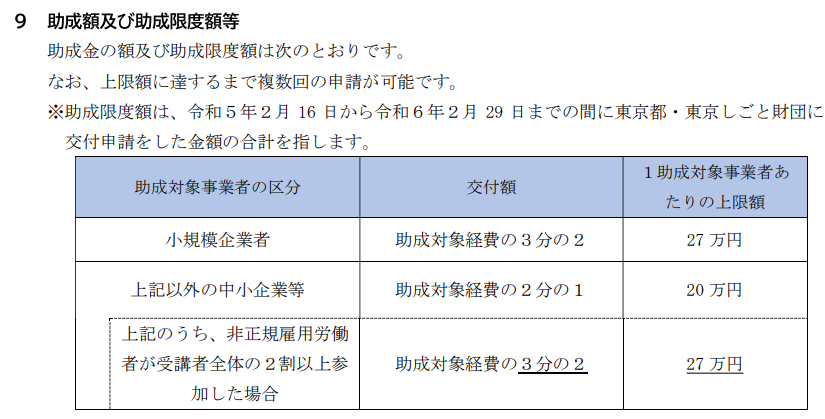 ９　助成額及び助成限度額等
助成金の額及び助成限度額は次のとおりです。
なお、上限額に達するまで複数回の申請が可能です。
※助成限度額は、令和５年２月 16 日から令和６年２月 29 日までの間に東京都・東京しごと財団に
交付申請をした金額の合計を指します。
助成対象事業者の区分　交付額　１助成対象事業者あ
たりの上限額
小規模企業者　助成対象経費の３分の２　27 万円
上記以外の中小企業等　助成対象経費の２分の１　20 万円
上記のうち、非正規雇用労働
者が受講者全体の２割以上参
加した場合
助成対象経費の３分の２　27 万円